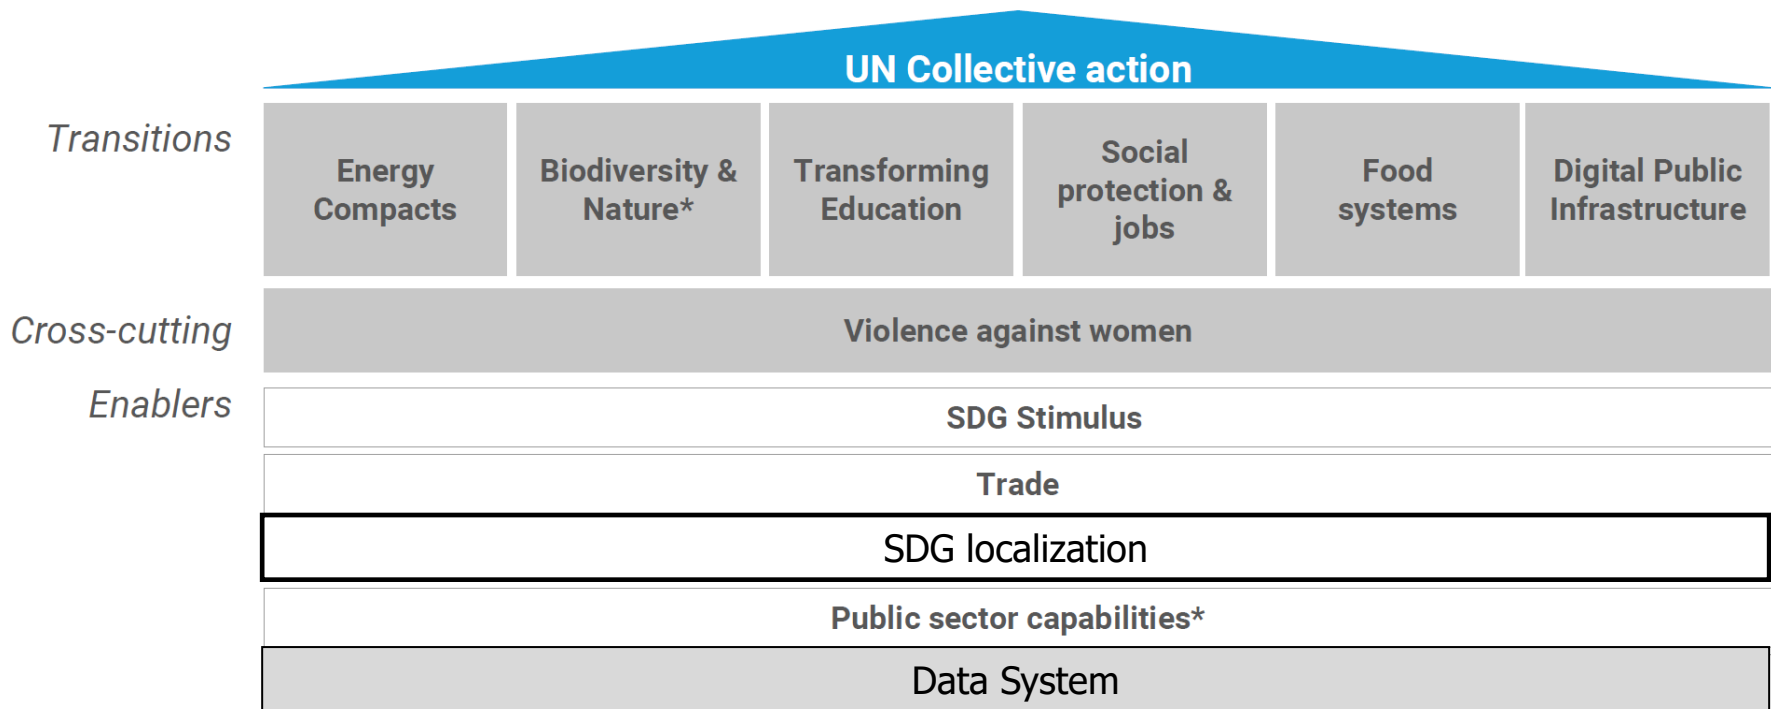 UN Collective action
Transitions
Energy
Compacts
Biodiversity &
Nature*
Transforming
Education
Social
protection &
jobs
Food
systems
Digital Public
Infrastructure
Cross-cutting
Violence against women
Enablers
SDG Stimulus
Trade
SDG localization
Public sector capabilities*
Data System